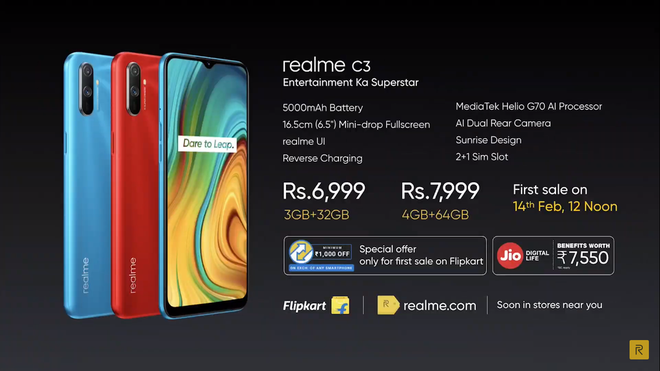 realme C3
Entertainment Ka Superstar
5000mAh Battery
16.5cm (6.5") Mini-drop Fullscreen
realme UI
Reverse Charging
MediaTek Helio G70 AI Processor
AI Dual Rear Camera
Sunrise Design
2+1 Sim Slot
Rs.6,999
3GB+32GB
Rs.7,999
4GB+64GB
First sale on
14th Feb, 12 Noon
Dare to Leap.
realme
realme
MINIMUM
₹1,000 OFF
OF ANY SMARTPHONE
Special offer
only for first sale on Flipkart
Jio
DIGITAL
LIFE
BENEFITS WORTH
₹7,550
Flipkart
realme.com
Soon in stores near you